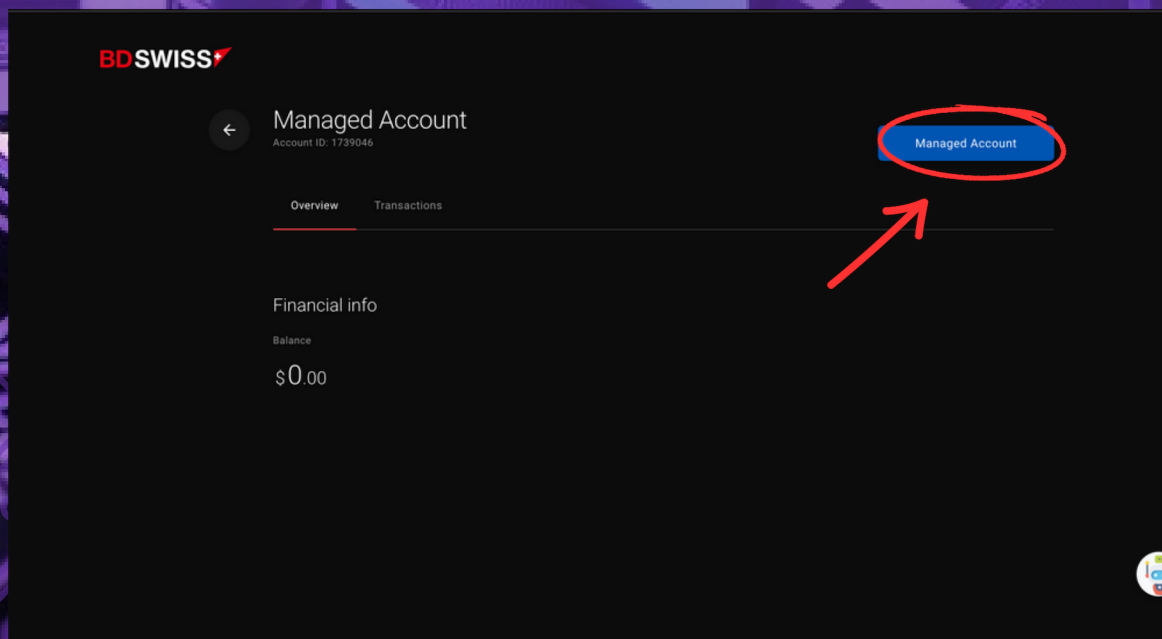 BDSWISS
Managed Account
Account ID: 1739046
Managed Account
Overview Transactions
Financial info
Balance
$0.00